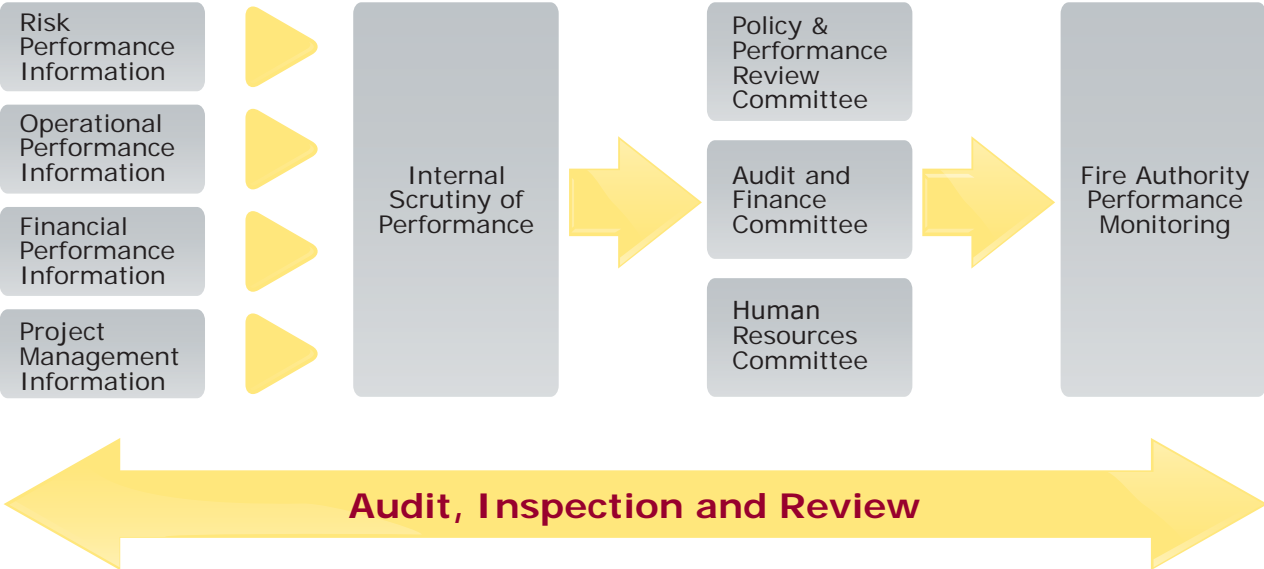 Risk
Performance
Information
Operational
Performance
Information
Financial
Performance
Information
Project
Management
Information
Internal
Scrutiny of
Performance
Policy &
Performance
Review
Committee
Audit and
Finance
Committee
Human
Resources
Committee
Fire Authority
Performance
Monitoring
Audit, Inspection and Review